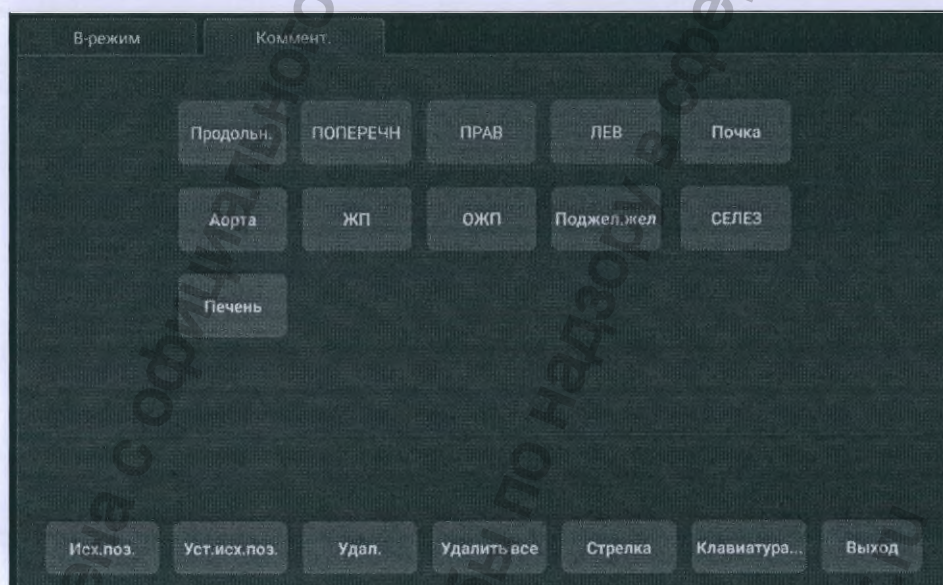 В-режим Коммент.
Продольн. ПОПЕРЕЧН ПРАВ ЛЕВ Почка
Аорта ЖП ОЖП Поджел.жел СЕЛЕЗ
Печень
Исх.поз. Уст.исх.поз. Удал. Удалить все Стрелка Клавиатура... Выход